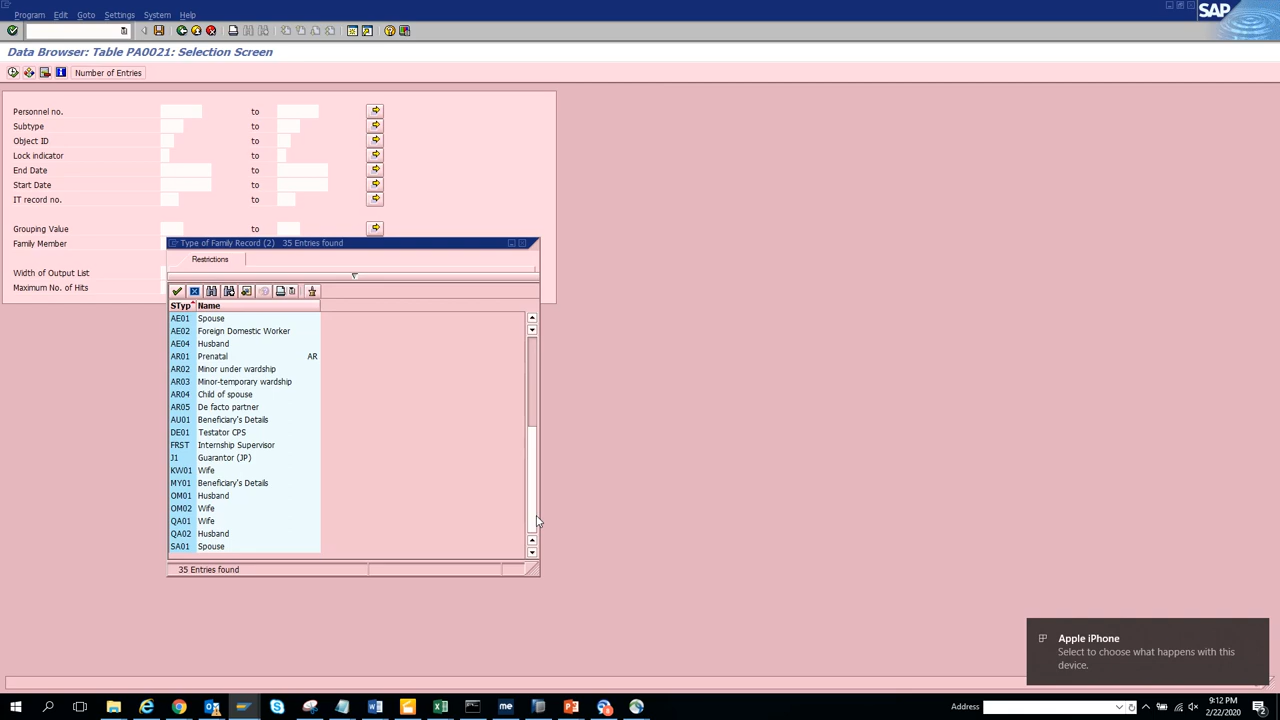 Program Edit Goto Settings System Help
SAP
Data Browser: Table PA0021: Selection Screen
Number of Entries
Personnel no. to
Subtype to
Object ID to
Lock indicator to
End Date to
Start Date to
IT record no. to
Grouping Value to
Family Member
Width of Output List
Maximum No. of Hits
Type of Family Record (2) 35 Entries found
Restrictions
STyp Name
AE01 Spouse
AE02 Foreign Domestic Worker
AE04 Husband
AR01 Prenatal AR
AR02 Minor under wardship
AR03 Minor-temporary wardship
AR04 Child of spouse
AR05 De facto partner
AU01 Beneficiary's Details
DE01 Testator CPS
FRST Internship Supervisor
J1 Guarantor (JP)
KW01 Wife
MY01 Beneficiary's Details
OM01 Husband
OM02 Wife
QA01 Wife
QA02 Husband
SA01 Spouse
35 Entries found
Apple iPhone
Select to choose what happens with this
device.
me
Address
9:12 PM
2/22/2020
2